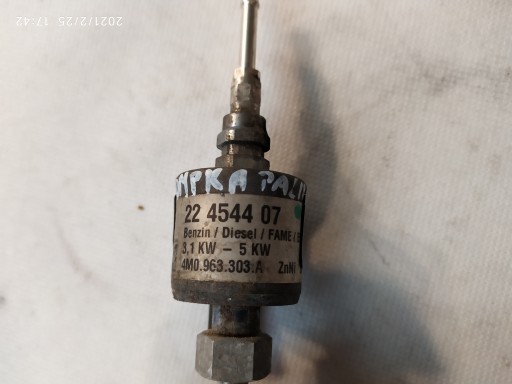 17:42 2021/2/25
22 4544 07
Benzin / Diesel / FAME /
3,1 KW – 5 KW
4M0.963.303.A ZnNi